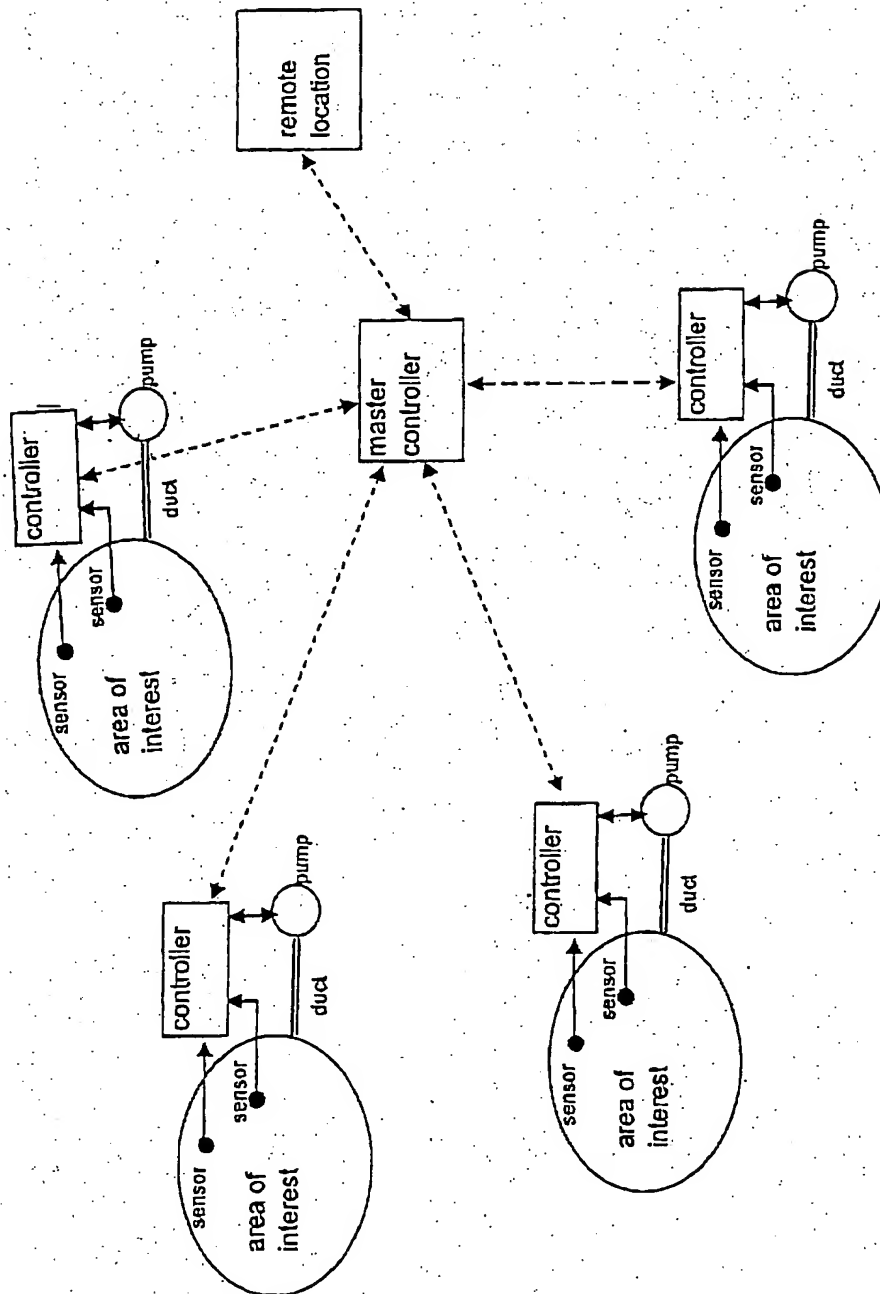 remote
location
master
controller
controller
pump
duct
sensor
sensor
area of
interest
controller
pump
duct
sensor
sensor
area of
interest
controller
pump
duct
sensor
sensor
area of
interest
controller
pump
duct
sensor
sensor
area of
interest